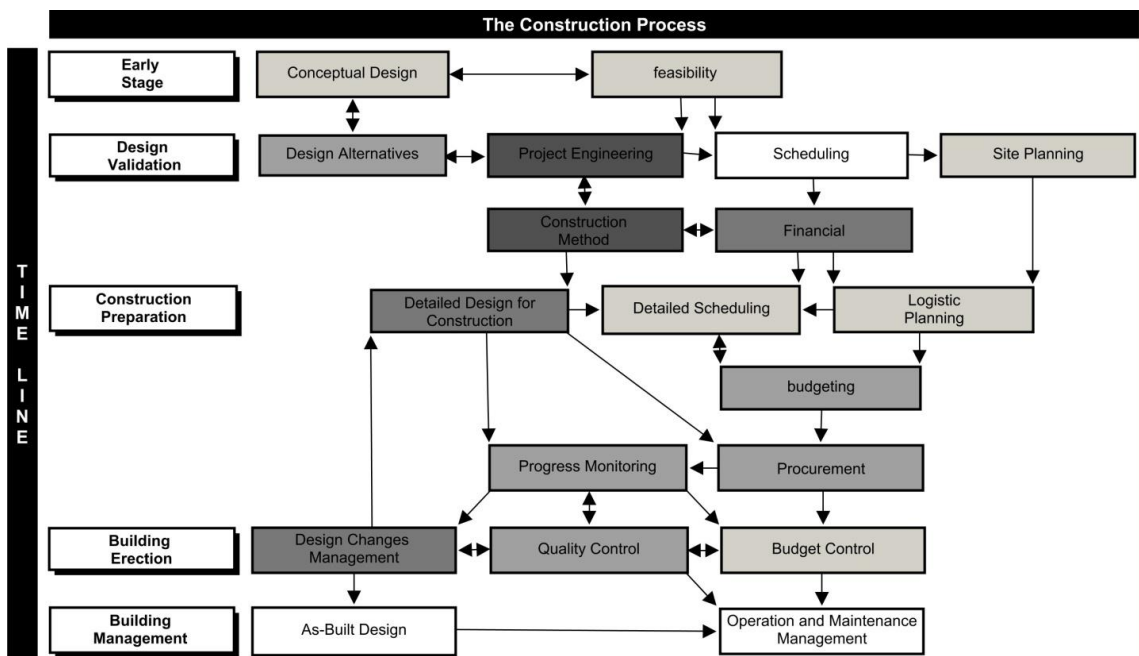 The Construction Process
TIME LINE
Early
Stage
Conceptual Design
feasibility
Design
Validation
Design Alternatives
Project Engineering
Scheduling
Site Planning
Construction
Method
Financial
Construction
Preparation
Detailed Design for
Construction
Detailed Scheduling
Logistic
Planning
budgeting
Progress Monitoring
Procurement
Building
Erection
Design Changes
Management
Quality Control
Budget Control
Building
Management
As-Built Design
Operation and Maintenance
Management